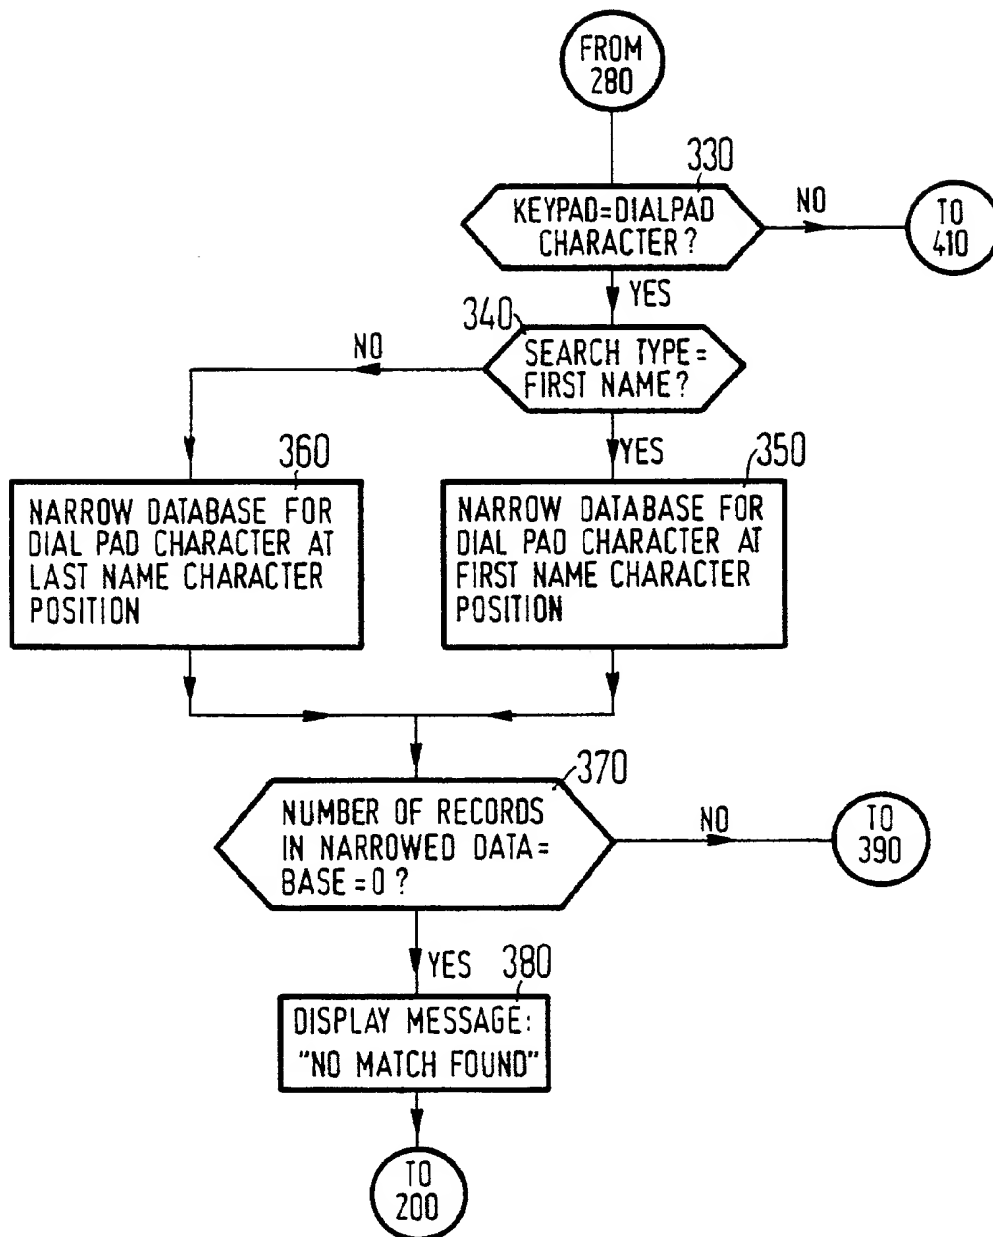 FROM
280
330
KEYPAD=DIALPAD
CHARACTER?
NO
TO
410
YES
340
SEARCH TYPE=
FIRST NAME?
NO
YES
360
NARROW DATABASE FOR
DIAL PAD CHARACTER AT
LAST NAME CHARACTER
POSITION
350
NARROW DATABASE FOR
DIAL PAD CHARACTER AT
FIRST NAME CHARACTER
POSITION
370
NUMBER OF RECORDS
IN NARROWED DATA=
BASE=0?
NO
TO
390
YES
380
DISPLAY MESSAGE:
"NO MATCH FOUND"
TO
200